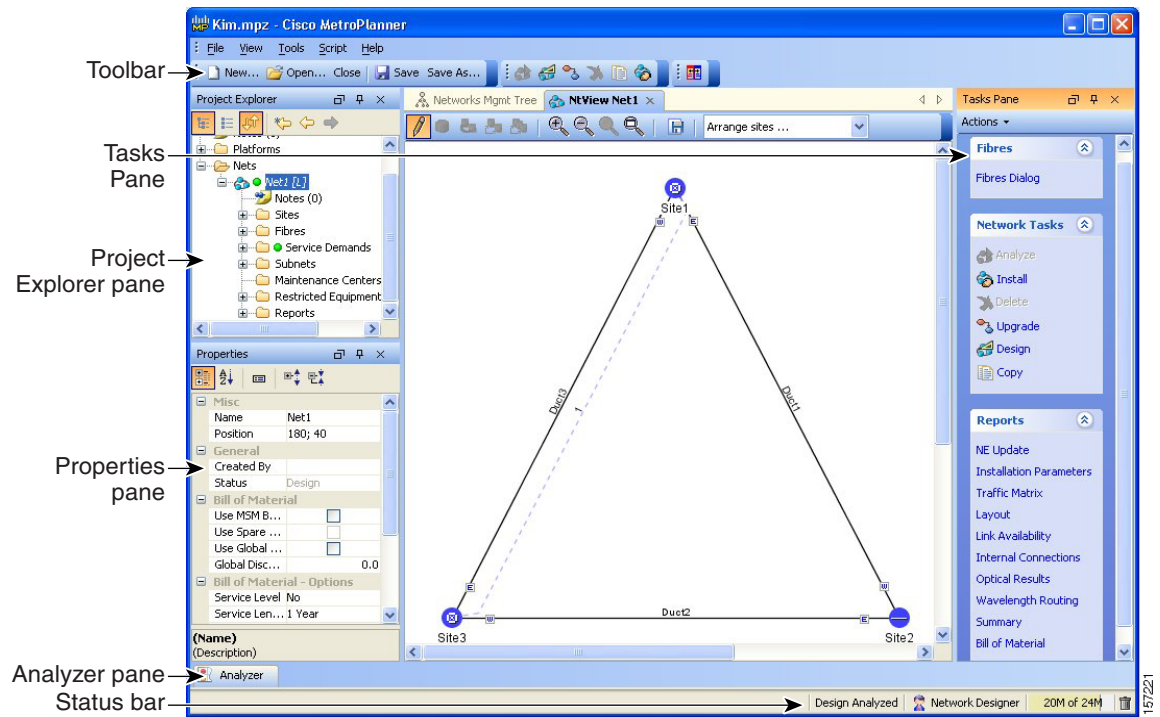 Kim.mpz - Cisco MetroPlanner
File View Tools Script Help
Toolbar
New... Open... Close Save Save As...
Project Explorer
Networks Mgmt Tree
NtView Net1
Tasks Pane
Arrange sites ...
Actions
Tasks
Pane
Platforms
Nets
Net1 [L]
Notes (0)
Sites
Fibres
Service Demands
Subnets
Maintenance Centers
Restricted Equipment
Reports
Project
Explorer pane
Fibres
Fibres Dialog
Network Tasks
Analyze
Install
Delete
Upgrade
Design
Copy
Reports
NE Update
Installation Parameters
Traffic Matrix
Layout
Link Availability
Internal Connections
Optical Results
Wavelength Routing
Summary
Bill of Material
Site1
W
E
Duct3
1
Duct1
E
W
W
Duct2
E
Site3
Site2
Properties
Properties
pane
Misc
Name Net1
Position 180; 40
General
Created By
Status Design
Bill of Material
Use MSM B...
Use Spare ...
Use Global ...
Global Disc... 0.0
Bill of Material - Options
Service Level No
Service Len... 1 Year
(Name)
(Description)
Analyzer pane
Analyzer
Status bar
Design Analyzed Network Designer 20M of 24M
157221